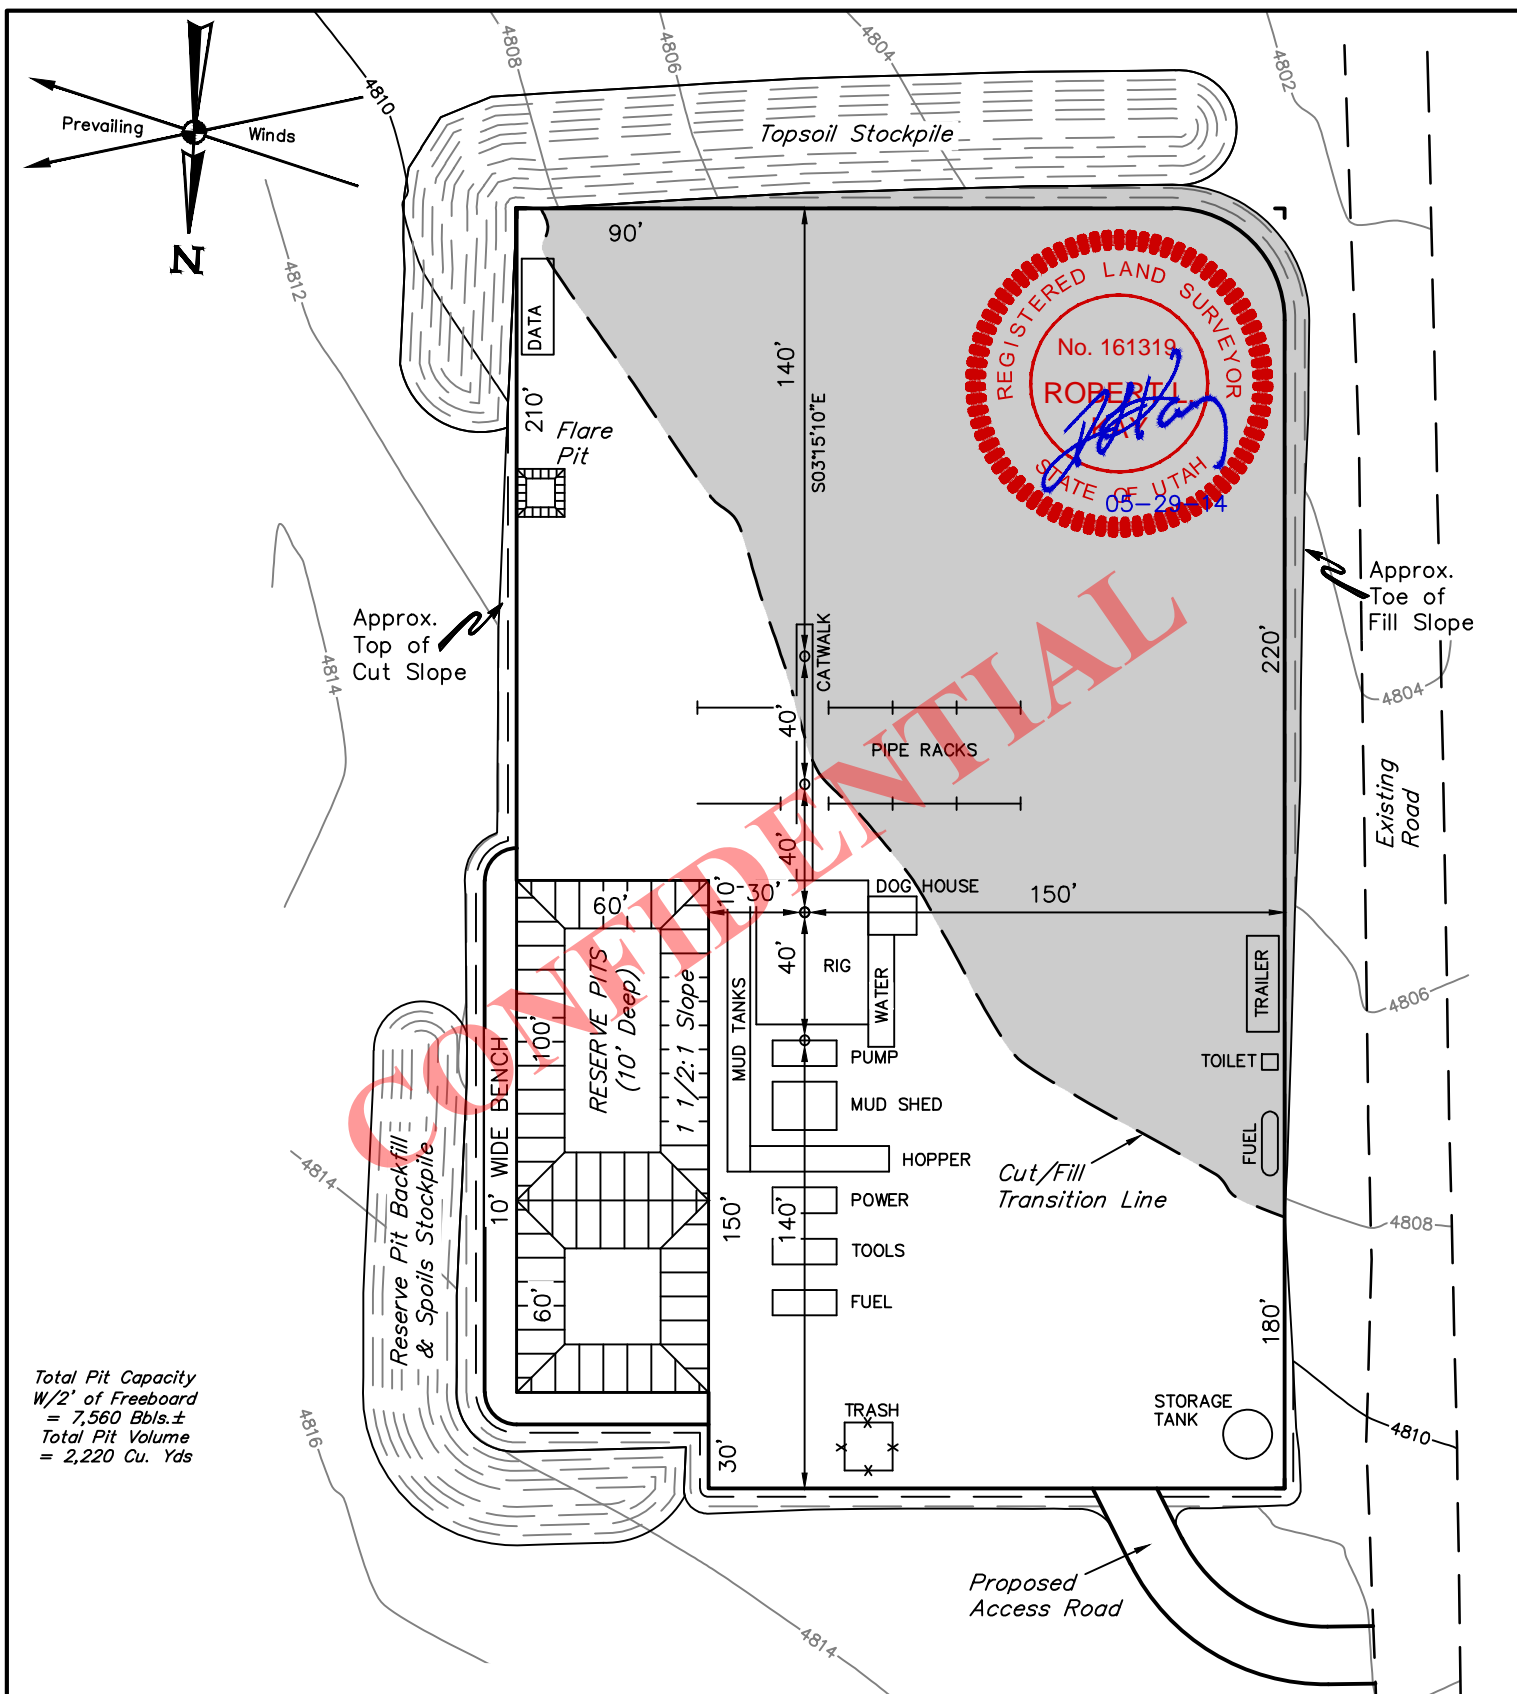 4810
4808
4806
4804
4802
Prevailing Winds
N
Topsoil Stockpile
4812
90'
DATA
210'
140'
S03°15'10"E
REGISTERED LAND SURVEYOR
No. 161319
ROBERT L.
KAY
STATE OF UTAH
05-29-14
Flare
Pit
Approx.
Top of
Cut Slope
Approx.
Toe of
Fill Slope
4814
CATWALK
40'
220'
4804
PIPE RACKS
Existing
Road
40'
CONFIDENTIAL
60'
30'
DOG HOUSE
150'
RESERVE PITS
(10' Deep)
100'
1 1/2:1 Slope
MUD TANKS
40'
RIG
WATER
TRAILER
4806
10' WIDE BENCH
PUMP
TOILET
MUD SHED
Reserve Pit Backfill
& Spoils Stockpile
4814
HOPPER
FUEL
Cut/Fill
Transition Line
150'
140'
POWER
4808
TOOLS
60'
FUEL
180'
Total Pit Capacity
W/2' of Freeboard
= 7,560 Bbls.±
Total Pit Volume
= 2,220 Cu. Yds
4816
30'
TRASH
STORAGE
TANK
4810
Proposed
Access Road
4814